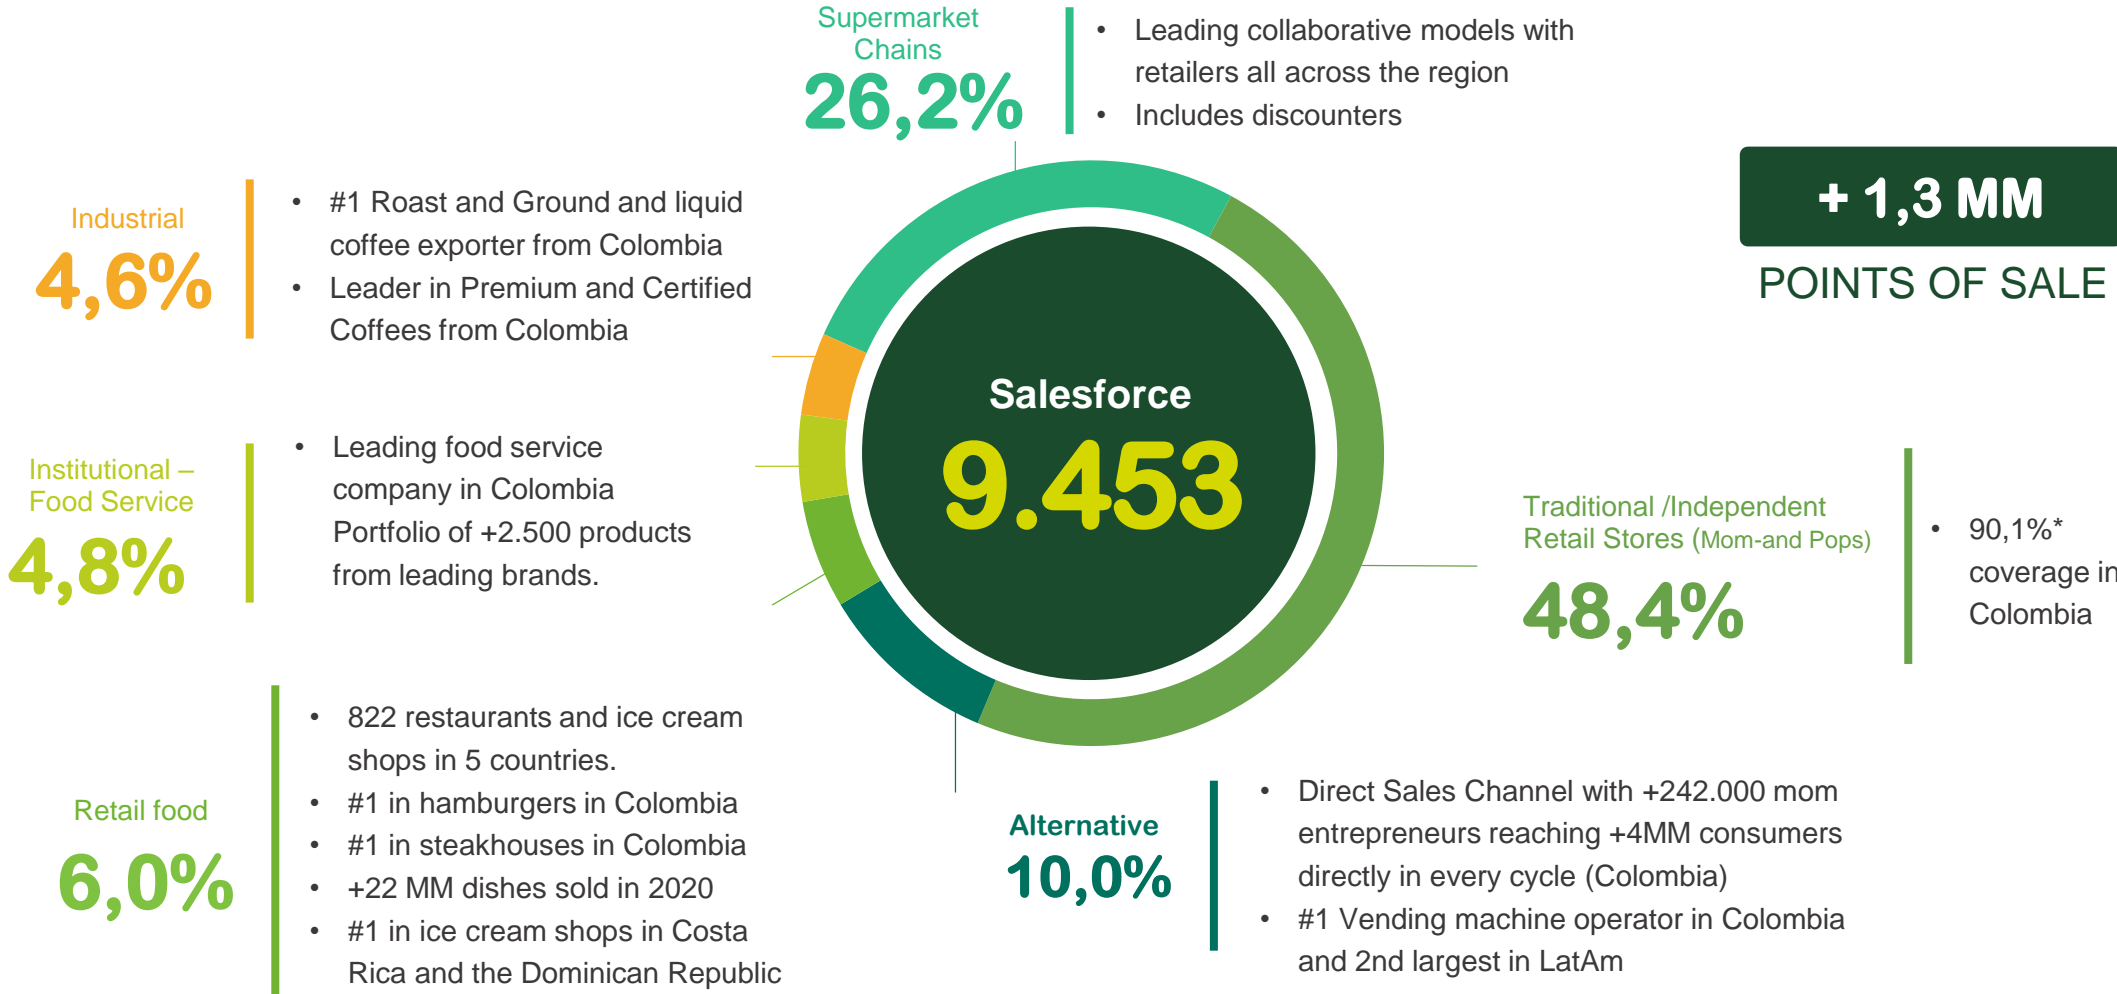 Supermarket
Chains
26,2%
• Leading collaborative models with
retailers all across the region
• Includes discounters
+ 1,3 MM
POINTS OF SALE
Industrial
4,6%
• #1 Roast and Ground and liquid
coffee exporter from Colombia
• Leader in Premium and Certified
Coffees from Colombia
Salesforce
9.453
Institutional –
Food Service
4,8%
• Leading food service
company in Colombia
Portfolio of +2.500 products
from leading brands.
Traditional /Independent
Retail Stores (Mom-and Pops)
48,4%
• 90,1%*
coverage in
Colombia
Retail food
6,0%
• 822 restaurants and ice cream
shops in 5 countries.
• #1 in hamburgers in Colombia
• #1 in steakhouses in Colombia
• +22 MM dishes sold in 2020
• #1 in ice cream shops in Costa
Rica and the Dominican Republic
Alternative
10,0%
• Direct Sales Channel with +242.000 mom
entrepreneurs reaching +4MM consumers
directly in every cycle (Colombia)
• #1 Vending machine operator in Colombia
and 2nd largest in LatAm